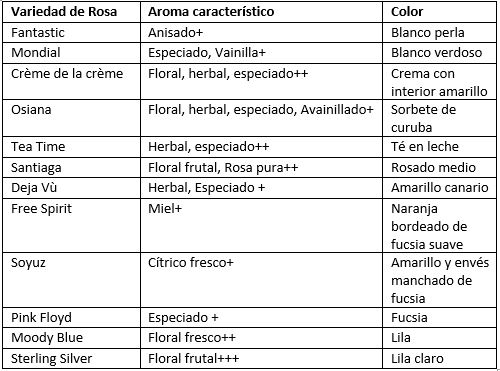 Variedad de Rosa Aroma característico Color
Fantastic Anisado+ Blanco perla
Mondial Especiado, Vainilla+ Blanco verdoso
Crème de la crème Floral, herbal, especiado++ Crema con
interior amarillo
Osiana Floral, herbal, especiado, Avainillado+ Sorbete de
curuba
Tea Time Herbal, especiado++ Té en leche
Santiaga Floral frutal, Rosa pura++ Rosado medio
Deja Vù Herbal, Especiado + Amarillo canario
Free Spirit Miel+ Naranja
bordeado de
fucsia suave
Soyuz Cítrico fresco+ Amarillo y envés
manchado de
fucsia
Pink Floyd Especiado + Fucsia
Moody Blue Floral fresco++ Lila
Sterling Silver Floral frutal+++ Lila claro